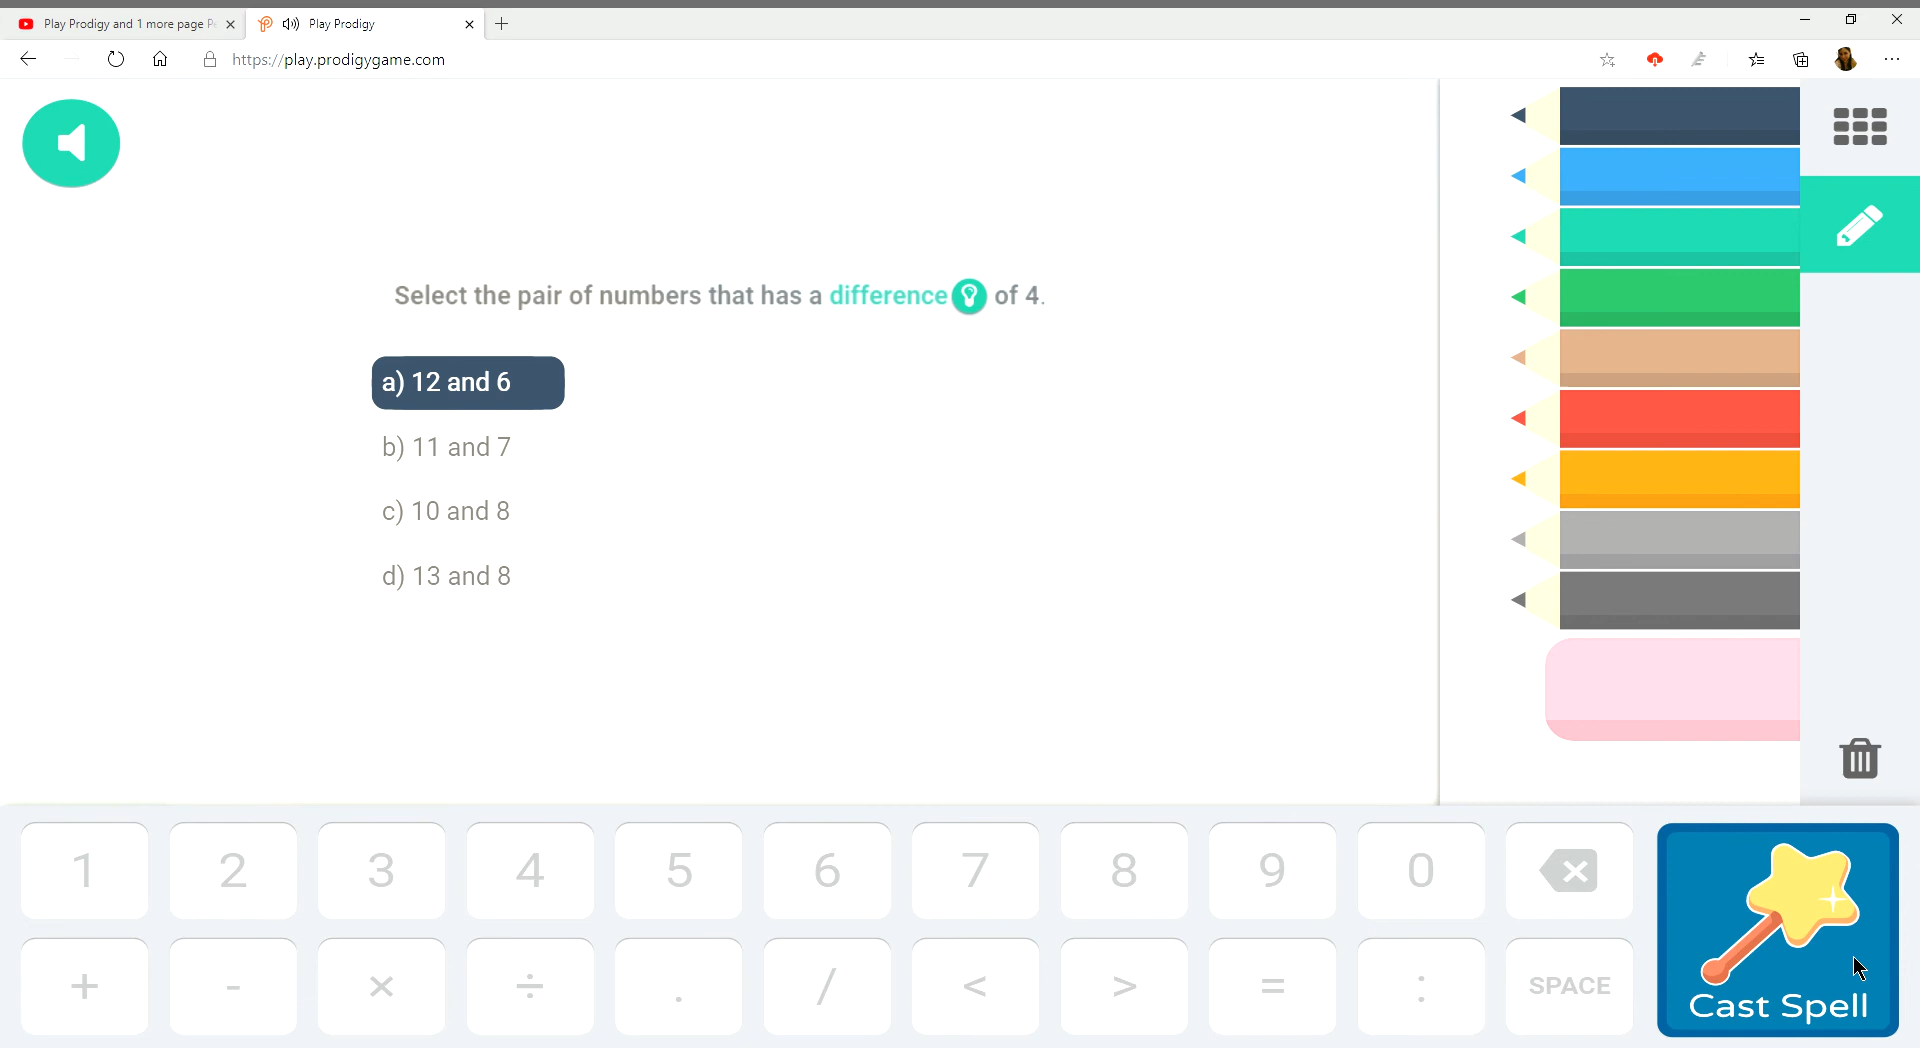 Play Prodigy and 1 more page
Play Prodigy
https://play.prodigygame.com
Select the pair of numbers that has a difference of 4.
a) 12 and 6
b) 11 and 7
c) 10 and 8
d) 13 and 8
1 2 3 4 5 6 7 8 9 0
+ - × ÷ . / < > = : SPACE
Cast Spell